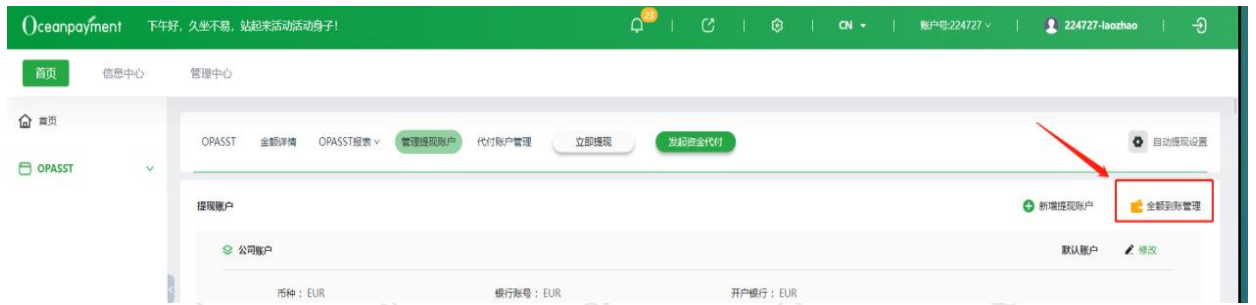 Oceanpayment 下午好，久坐不易，站起来活动活动身子! 23 CN 账户号:224727 224727-laozhao
首页 信息中心 管理中心
首页
OPASST 金额详情 OPASST报表 管理提现账户 代付账户管理 立即提现 发起资金代付 自动提现设置
OPASST
提现账户 新增提现账户 全额到账管理
公司账户 默认账户 修改
币种：EUR 银行账号：EUR 开户银行：EUR